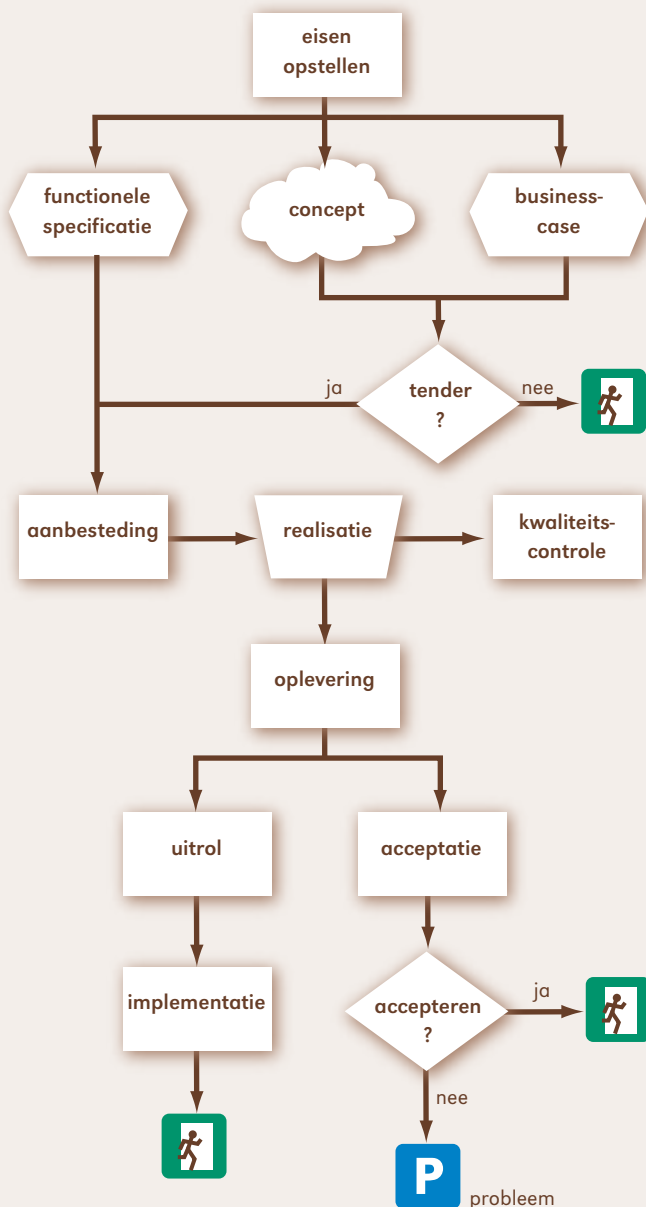 eisen
opstellen
functionele
specificatie
concept
business-
case
ja
tender
?
nee
aanbesteding
realisatie
kwaliteits-
controle
oplevering
uitrol
acceptatie
implementatie
accepteren
?
ja
nee
P
probleem